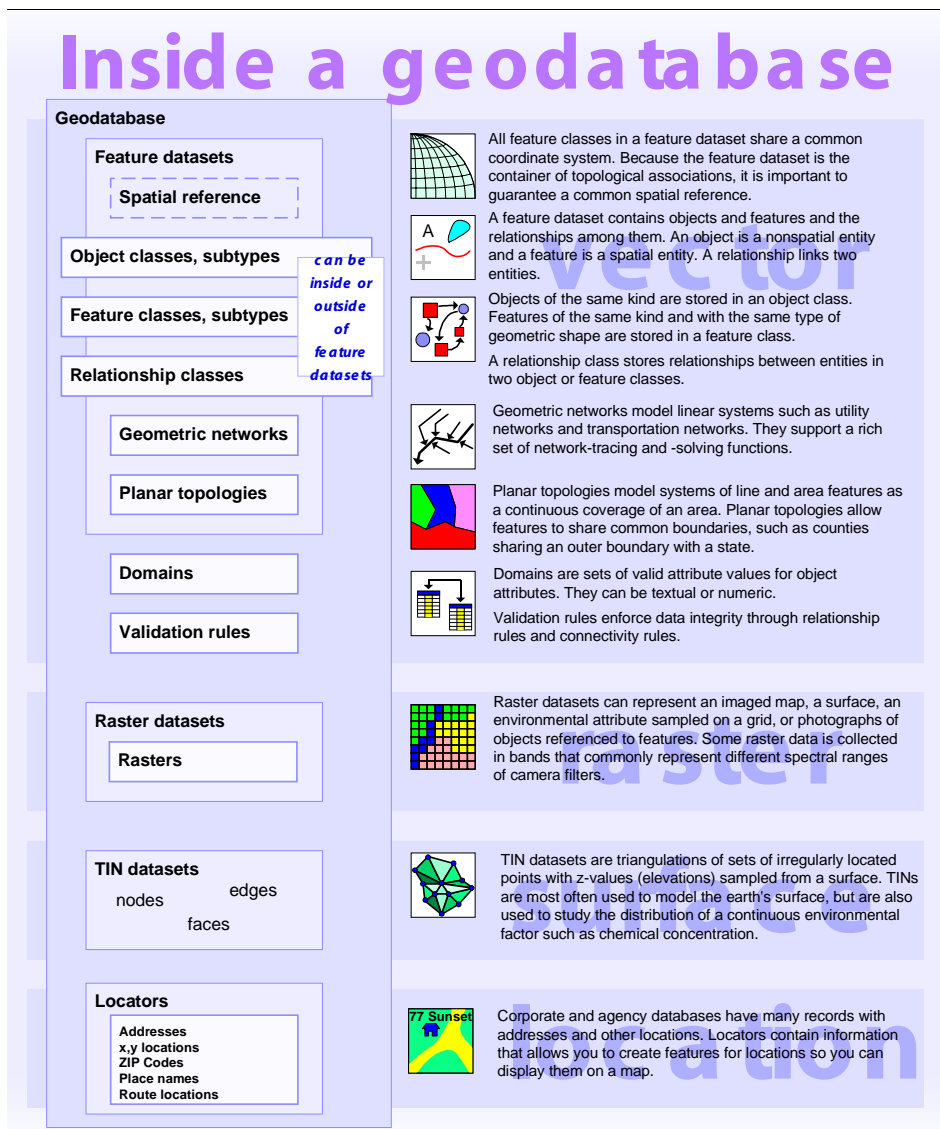 Inside a geodatabase
Geodatabase
Feature datasets
Spatial reference
Object classes, subtypes
Feature classes, subtypes
Relationship classes
can be
inside or
outside
of
feature
datasets
Geometric networks
Planar topologies
Domains
Validation rules
Raster datasets
Rasters
TIN datasets
nodes
edges
faces
Locators
Addresses
x,y locations
ZIP Codes
Place names
Route locations
vector
All feature classes in a feature dataset share a common
coordinate system. Because the feature dataset is the
container of topological associations, it is important to
guarantee a common spatial reference.
A
A feature dataset contains objects and features and the
relationships among them. An object is a nonspatial entity
and a feature is a spatial entity. A relationship links two
entities.
Objects of the same kind are stored in an object class.
Features of the same kind and with the same type of
geometric shape are stored in a feature class.
A relationship class stores relationships between entities in
two object or feature classes.
Geometric networks model linear systems such as utility
networks and transportation networks. They support a rich
set of network-tracing and -solving functions.
Planar topologies model systems of line and area features as
a continuous coverage of an area. Planar topologies allow
features to share common boundaries, such as counties
sharing an outer boundary with a state.
Domains are sets of valid attribute values for object
attributes. They can be textual or numeric.
Validation rules enforce data integrity through relationship
rules and connectivity rules.
raster
Raster datasets can represent an imaged map, a surface, an
environmental attribute sampled on a grid, or photographs of
objects referenced to features. Some raster data is collected
in bands that commonly represent different spectral ranges
of camera filters.
surface
TIN datasets are triangulations of sets of irregularly located
points with z-values (elevations) sampled from a surface. TINs
are most often used to model the earth's surface, but are also
used to study the distribution of a continuous environmental
factor such as chemical concentration.
location
77 Sunset
Corporate and agency databases have many records with
addresses and other locations. Locators contain information
that allows you to create features for locations so you can
display them on a map.